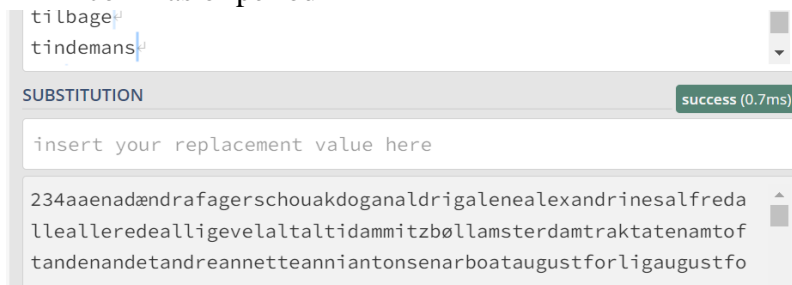 tilbage↵
tindemans↵
SUBSTITUTION
success (0.7ms)
insert your replacement value here
234aaenadændrafagerschouakdoganaldrigalenealexandrinesalfreda
llealleredealligevelaltaltidammitzbøllamsterdamtraktatenamtof
tandenandetandreannetteanniantonsenarboataugustforligaugustfo